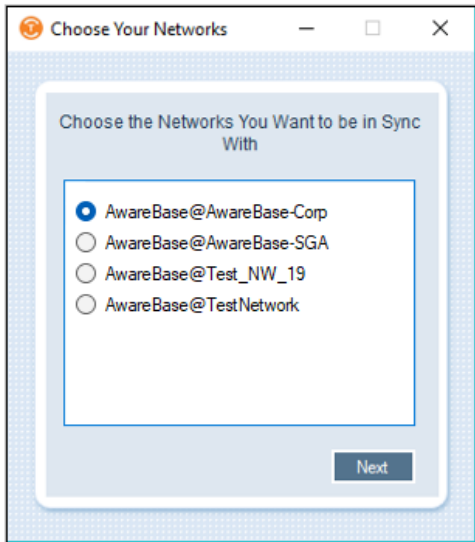 Choose Your Networks
Choose the Networks You Want to be in Sync
With
AwareBase@AwareBase-Corp
AwareBase@AwareBase-SGA
AwareBase@Test_NW_19
AwareBase@TestNetwork
Next